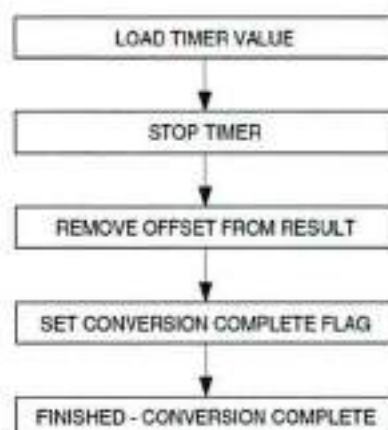 LOAD TIMER VALUE
STOP TIMER
REMOVE OFFSET FROM RESULT
SET CONVERSION COMPLETE FLAG
FINISHED - CONVERSION COMPLETE